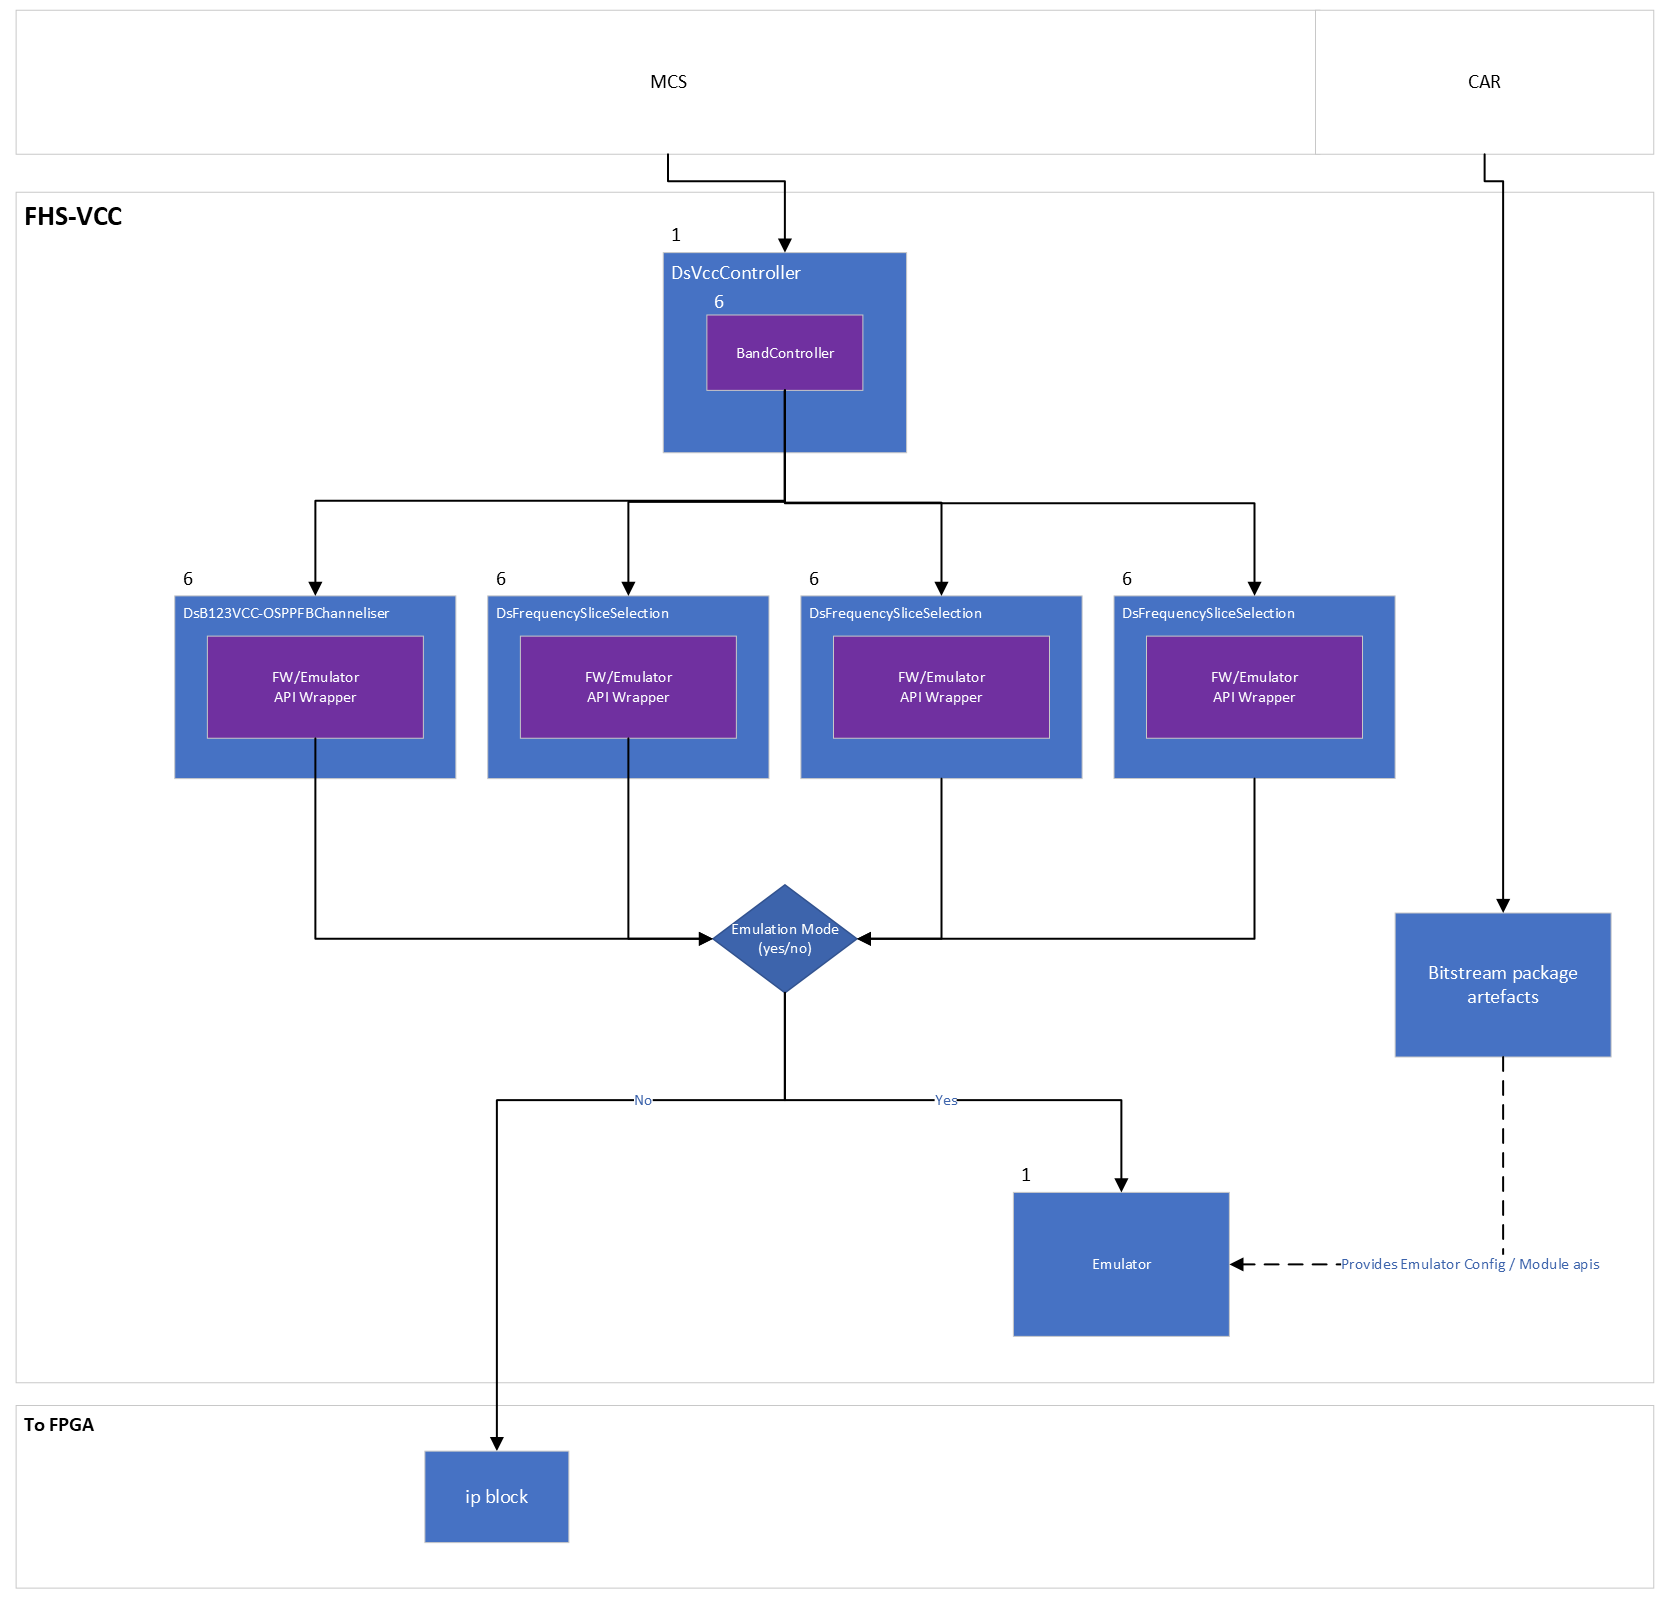 MCS
CAR
FHS-VCC
1
DsVccController
6
BandController
6
6
6
6
DsB123VCC-OSPPFBChanneliser
DsFrequencySliceSelection
DsFrequencySliceSelection
DsFrequencySliceSelection
FW/Emulator
API Wrapper
FW/Emulator
API Wrapper
FW/Emulator
API Wrapper
FW/Emulator
API Wrapper
Emulation Mode
(yes/no)
Bitstream package
artefacts
No
Yes
1
Emulator
Provides Emulator Config / Module apis
To FPGA
ip block